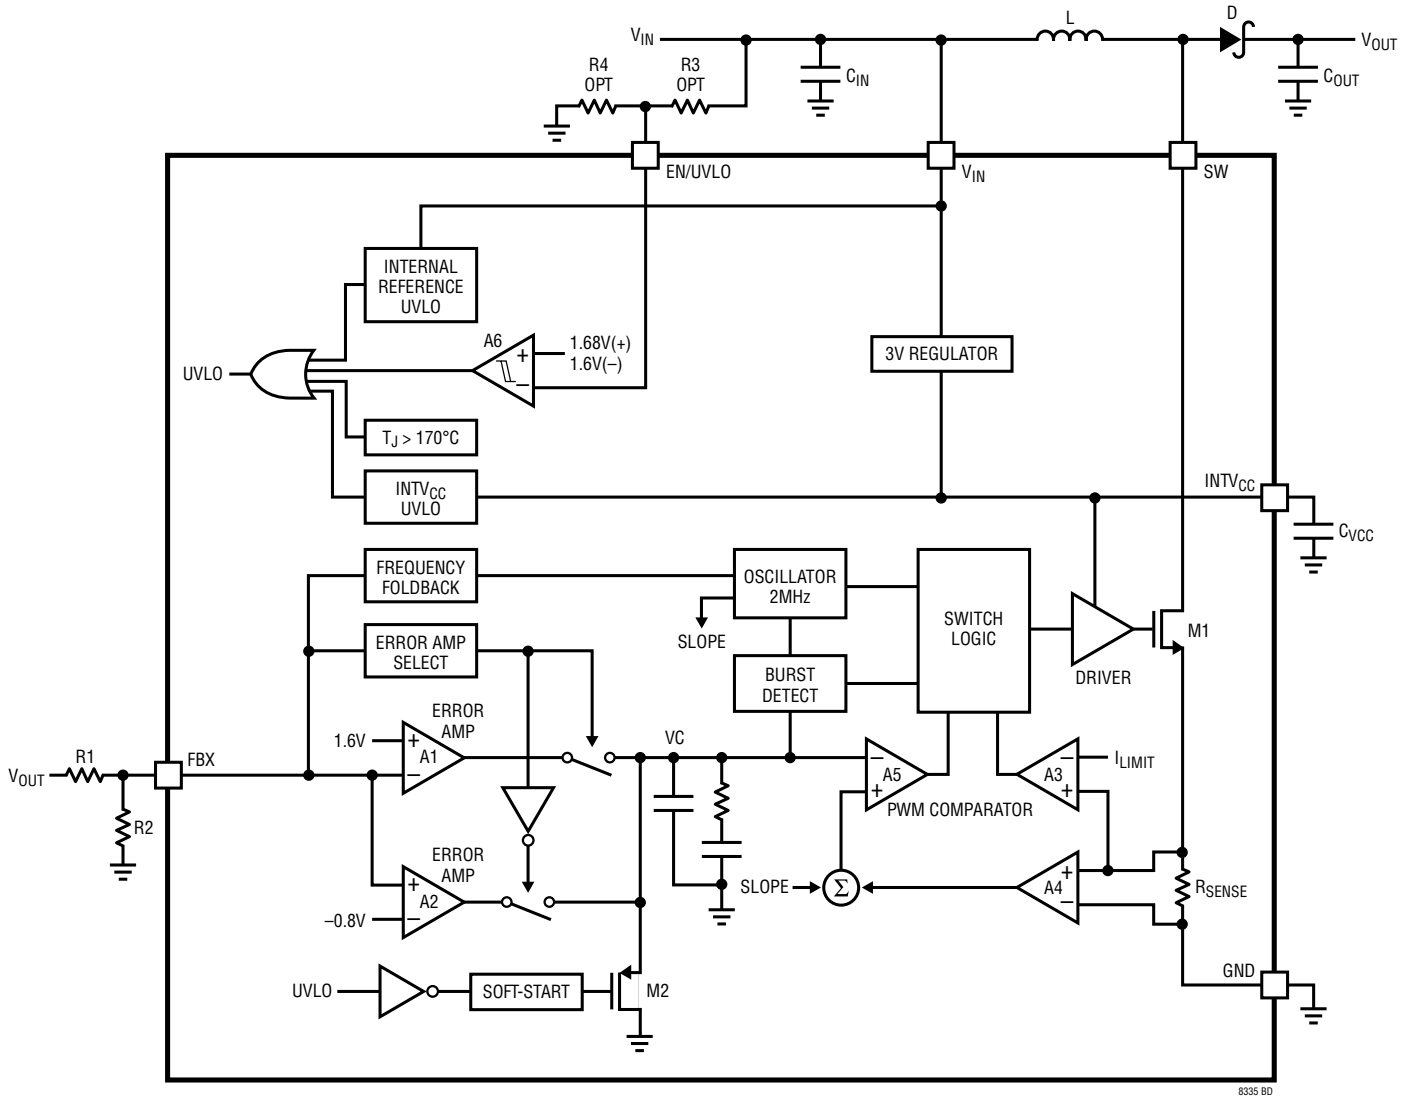 VIN
L
D
VOUT
R4
OPT
R3
OPT
CIN
COUT
EN/UVLO
VIN
SW
INTERNAL
REFERENCE
UVLO
A6
+
–
1.68V(+)
1.6V(–)
3V REGULATOR
UVLO
TJ > 170°C
INTVCC
UVLO
INTVCC
CVCC
FREQUENCY
FOLDBACK
OSCILLATOR
2MHz
SWITCH
LOGIC
SLOPE
M1
DRIVER
ERROR AMP
SELECT
BURST
DETECT
ERROR
AMP
1.6V
+
A1
–
VC
–
A5
+
PWM COMPARATOR
–
A3
+
ILIMIT
R1
VOUT
FBX
R2
ERROR
AMP
+
A2
–
–0.8V
SLOPE
Σ
+
A4
–
RSENSE
GND
UVLO
SOFT-START
M2
8335 BD